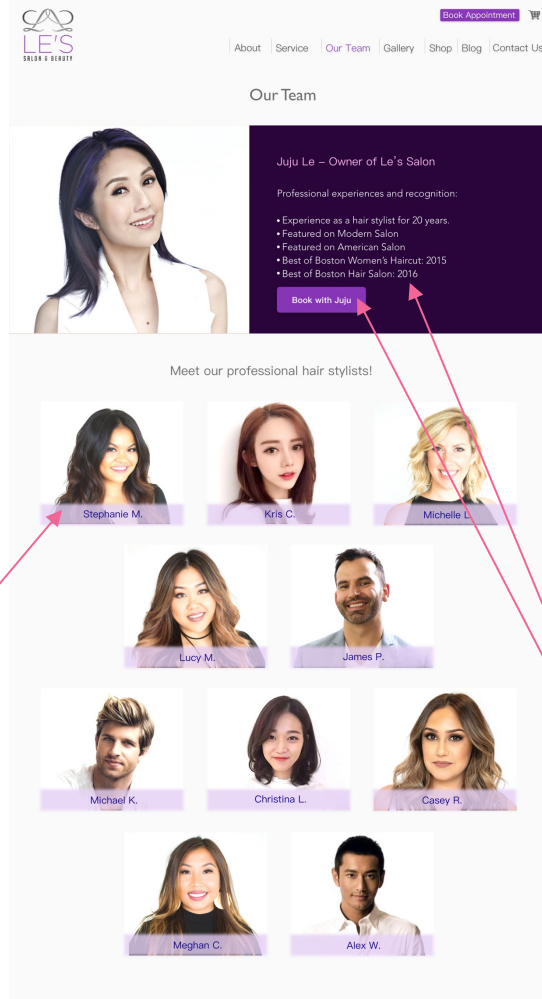 Book Appointment
LE'S
SALON & BEAUTY
About Service Our Team Gallery Shop Blog Contact Us
Our Team
Juju Le – Owner of Le's Salon
Professional experiences and recognition:
• Experience as a hair stylist for 20 years.
• Featured on Modern Salon
• Featured on American Salon
• Best of Boston Women's Haircut: 2015
• Best of Boston Hair Salon: 2016
Book with Juju
Meet our professional hair stylists!
Stephanie M. Kris C. Michelle L.
Lucy M. James P.
Michael K. Christina L. Casey R.
Meghan C. Alex W.